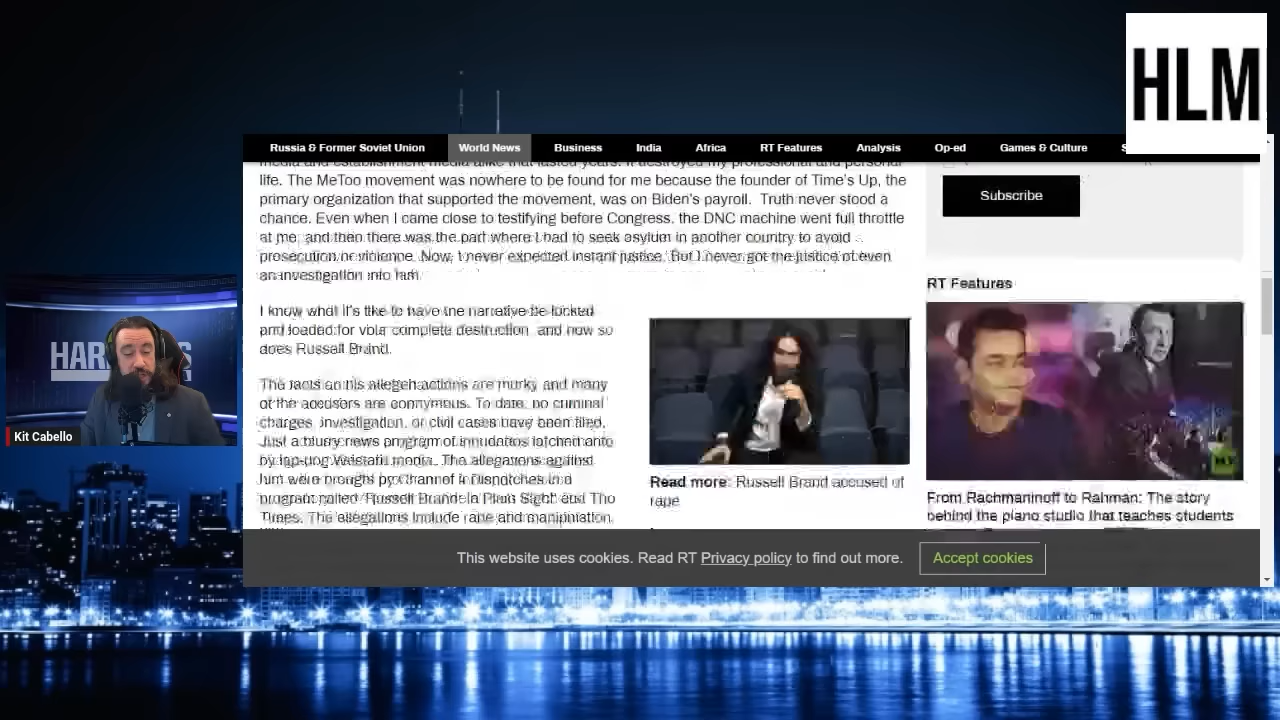 HLM
Russia & Former Soviet Union World News Business India Africa RT Features Analysis Op-ed Games & Culture S
media and establishment media alike that lasted years. It destroyed my professional and personal
life. The MeToo movement was nowhere to be found for me because the founder of Time's Up, the
primary organization that supported the movement, was on Biden's payroll. Truth never stood a
chance. Even when I came close to testifying before Congress, the DNC machine went full throttle
at me, and then there was the part where I had to seek asylum in another country to avoid
prosecution or violence. Now, I never expected instant justice. But I never got the justice of even
an investigation into him.
I know what it's like to have the narrative be locked
and loaded for your complete destruction, and now so
does Russell Brand.
The facts on his alleged actions are murky and many
of the accusers are anonymous. To date, no criminal
charges, investigation, or civil cases have been filed.
Just a blurry news program of innuendos latched onto
by lap-dog Western media. The allegations against
him were brought by Channel 4 Dispatches in a
program called 'Russell Brand: In Plain Sight' and The
Times. The allegations include rape and manipulation.
Read more: Russell Brand accused of
rape
Subscribe
RT Features
From Rachmaninoff to Rahman: The story
behind the piano studio that teaches students
HAR
S
Kit Cabello
This website uses cookies. Read RT Privacy policy to find out more. Accept cookies